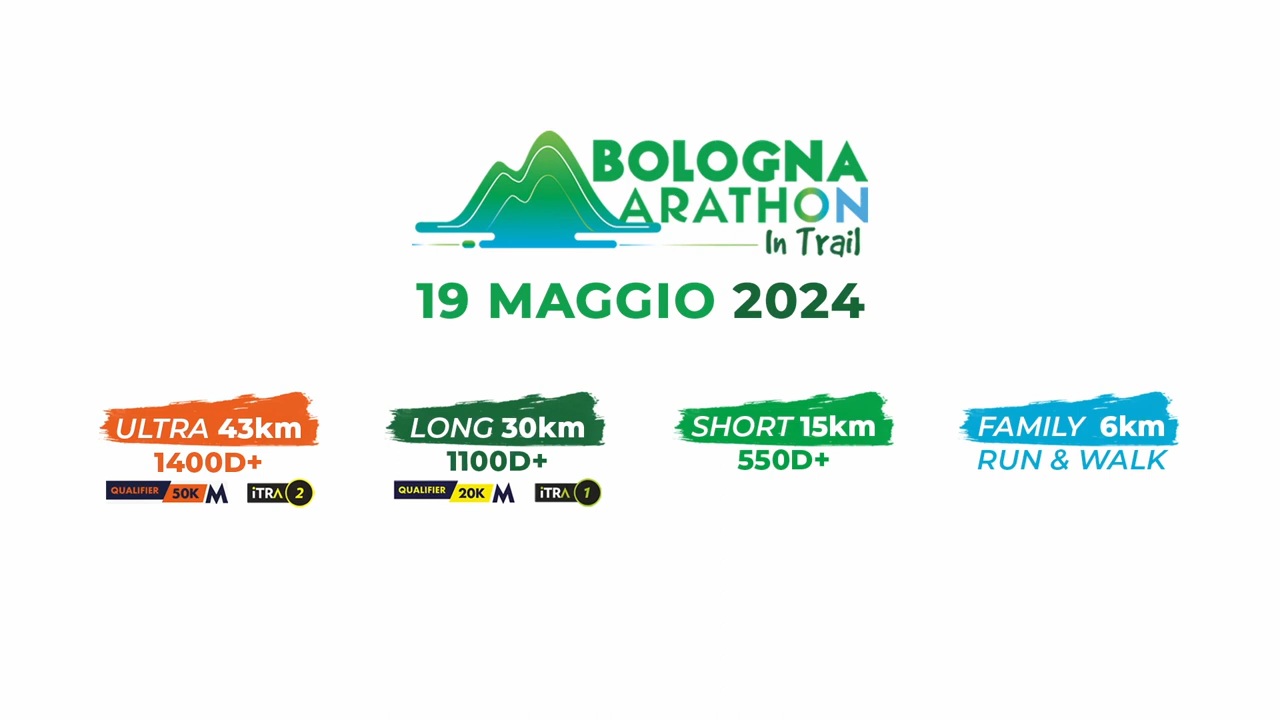 BOLOGNA
ARATHON
In Trail
19 MAGGIO 2024
ULTRA 43km
1400D+
QUALIFIER 50K M iTRA 2
LONG 30km
1100D+
QUALIFIER 20K M iTRA 1
SHORT 15km
550D+
FAMILY 6km
RUN & WALK